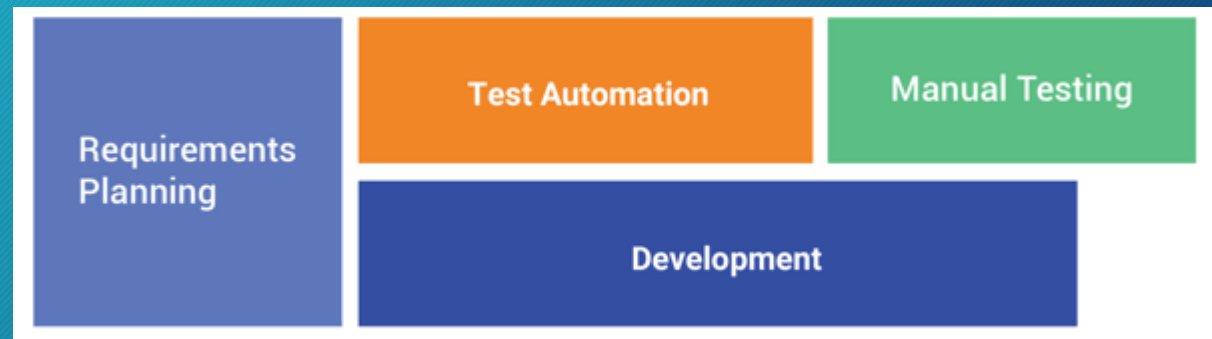 Requirements
Planning
Test Automation
Manual Testing
Development